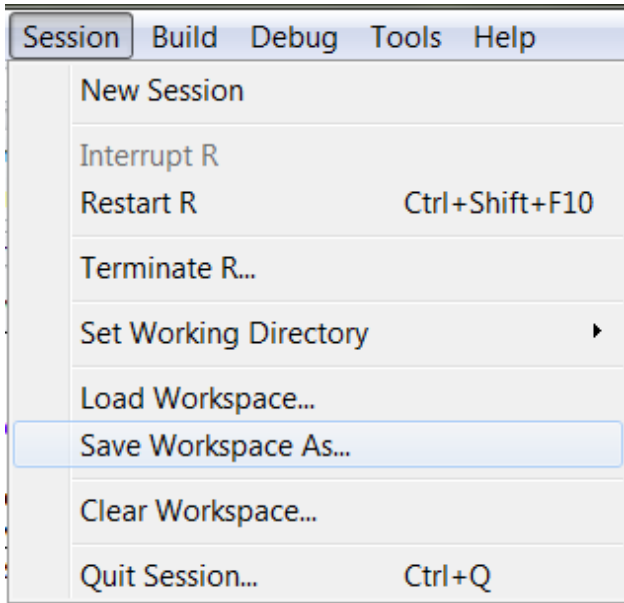 Session Build Debug Tools Help
New Session
Interrupt R
Restart R Ctrl+Shift+F10
Terminate R...
Set Working Directory
Load Workspace...
Save Workspace As...
Clear Workspace...
Quit Session... Ctrl+Q